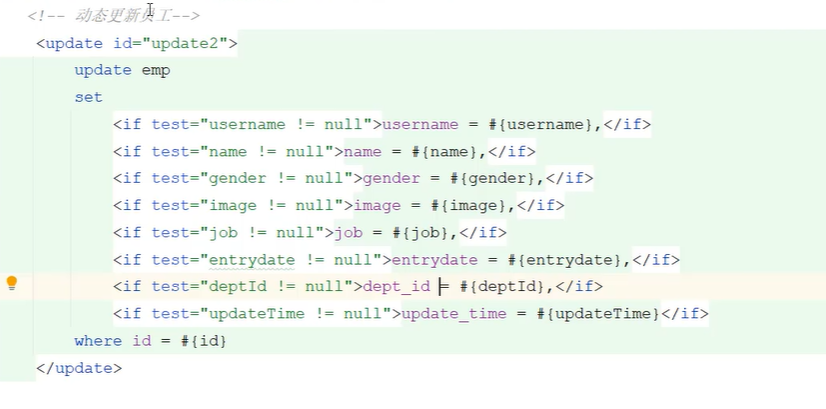 <!-- 动态更新员工-->
<update id="update2">
update emp
set
<if test="username != null">username = #{username},</if>
<if test="name != null">name = #{name},</if>
<if test="gender != null">gender = #{gender},</if>
<if test="image != null">image = #{image},</if>
<if test="job != null">job = #{job},</if>
<if test="entrydate != null">entrydate = #{entrydate},</if>
<if test="deptId != null">dept_id = #{deptId},</if>
<if test="updateTime != null">update_time = #{updateTime}</if>
where id = #{id}
</update>